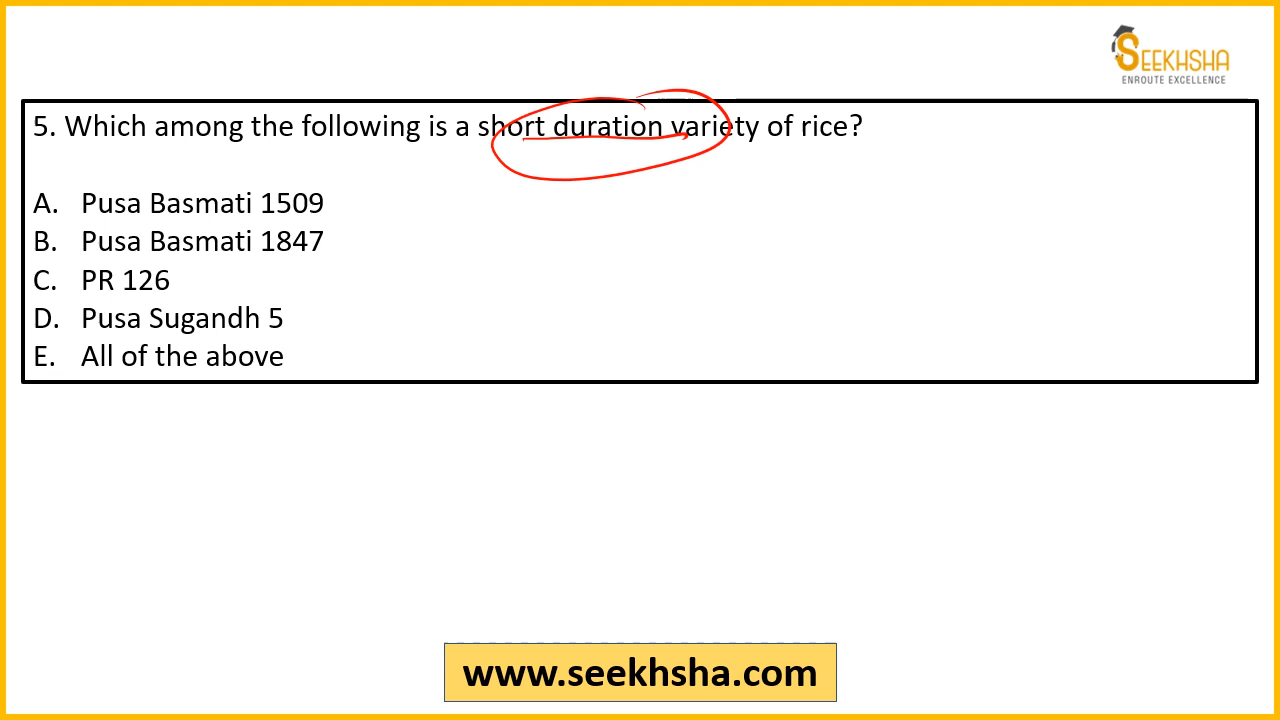 SEEKHSHA
ENROUTE EXCELLENCE
5. Which among the following is a short duration variety of rice?
A. Pusa Basmati 1509
B. Pusa Basmati 1847
C. PR 126
D. Pusa Sugandh 5
E. All of the above
www.seekhsha.com